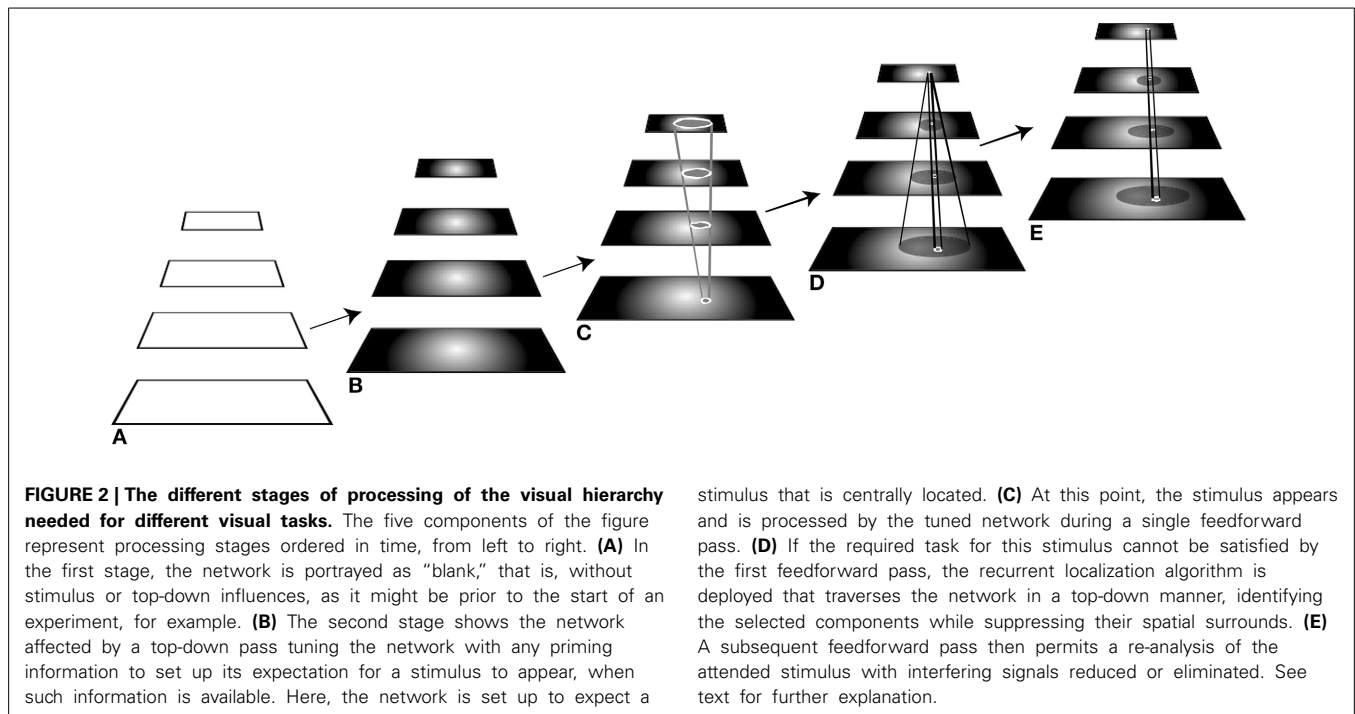 A
B
C
D
E
FIGURE 2 | The different stages of processing of the visual hierarchy
needed for different visual tasks. The five components of the figure
represent processing stages ordered in time, from left to right. (A) In
the first stage, the network is portrayed as “blank,” that is, without
stimulus or top-down influences, as it might be prior to the start of an
experiment, for example. (B) The second stage shows the network
affected by a top-down pass tuning the network with any priming
information to set up its expectation for a stimulus to appear, when
such information is available. Here, the network is set up to expect a
stimulus that is centrally located. (C) At this point, the stimulus appears
and is processed by the tuned network during a single feedforward
pass. (D) If the required task for this stimulus cannot be satisfied by
the first feedforward pass, the recurrent localization algorithm is
deployed that traverses the network in a top-down manner, identifying
the selected components while suppressing their spatial surrounds. (E)
A subsequent feedforward pass then permits a re-analysis of the
attended stimulus with interfering signals reduced or eliminated. See
text for further explanation.